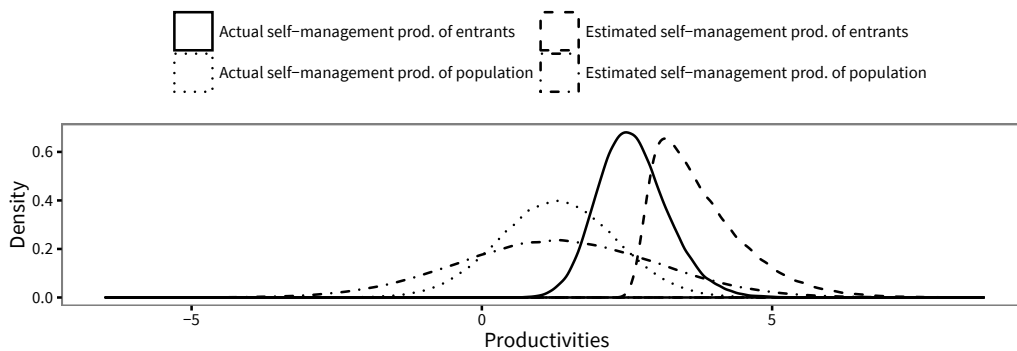 Actual self−management prod. of entrants
Estimated self−management prod. of entrants
Actual self−management prod. of population
Estimated self−management prod. of population
0.6
0.4
0.2
0.0
Density
−5
0
5
Productivities